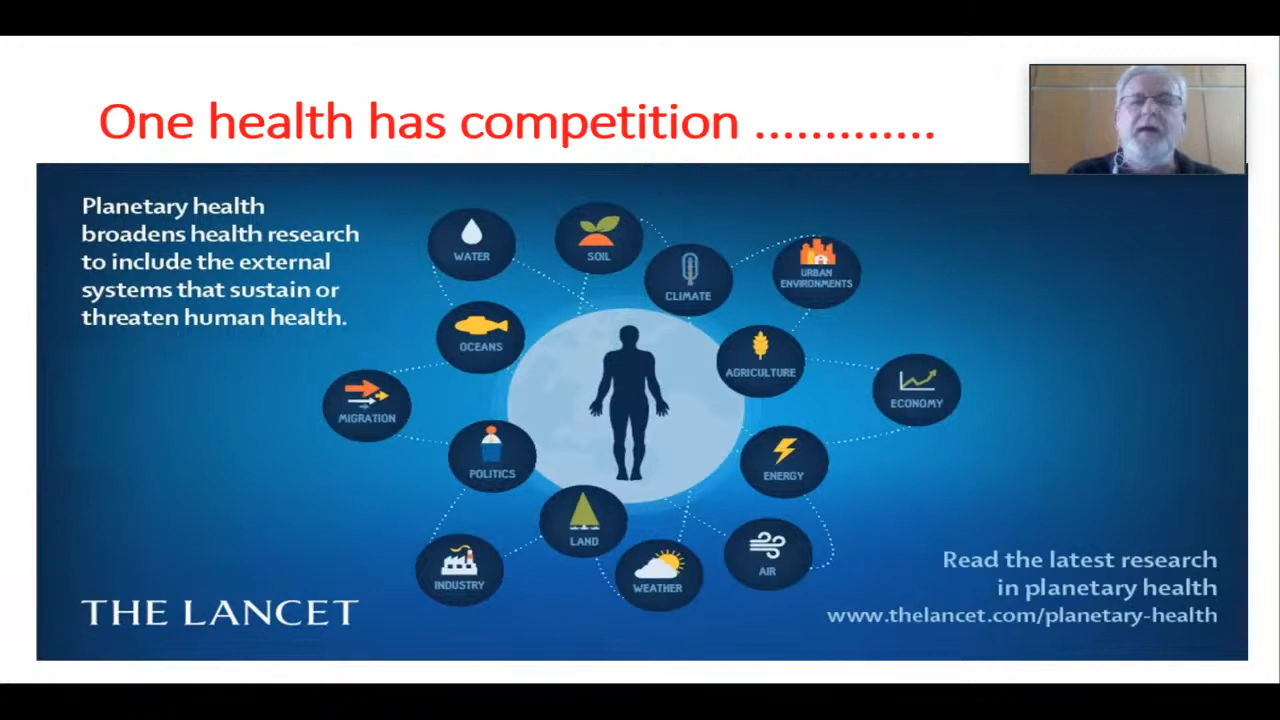 One health has competition .............
Planetary health
broadens health research
to include the external
systems that sustain or
threaten human health.
WATER
SOIL
CLIMATE
URBAN
ENVIRONMENTS
OCEANS
AGRICULTURE
MIGRATION
ECONOMY
POLITICS
ENERGY
LAND
INDUSTRY
WEATHER
AIR
THE LANCET
Read the latest research
in planetary health
www.thelancet.com/planetary-health